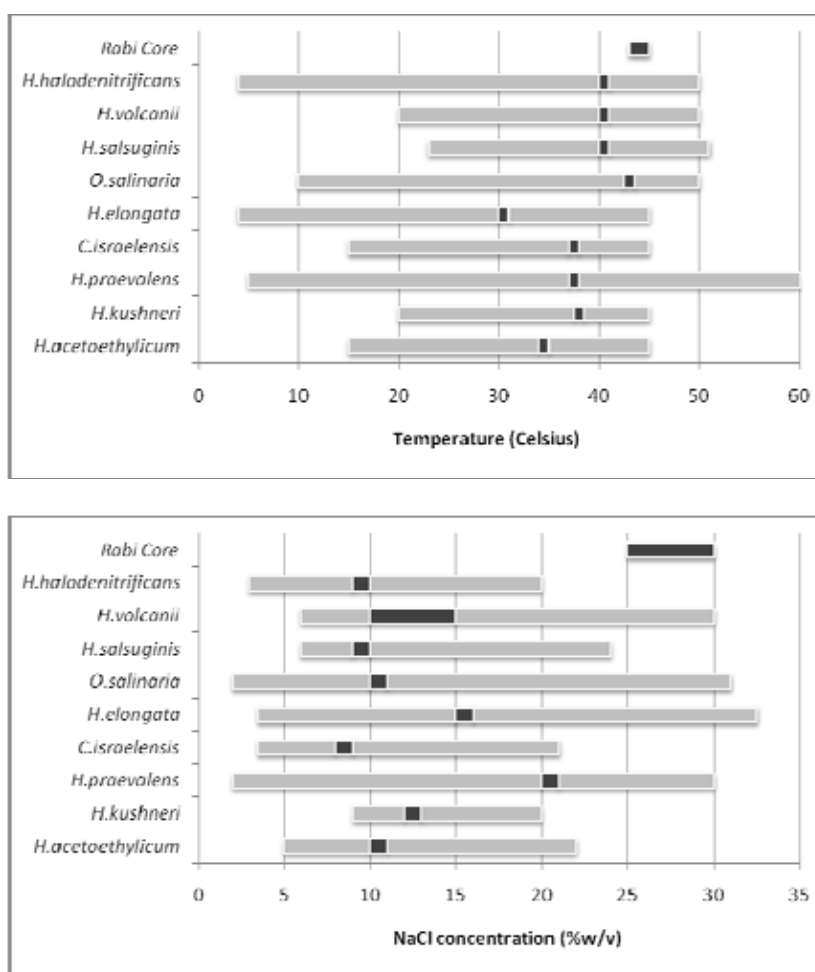 Rabi Core
H.halodenitrificans
H.volcanii
H.salsuginis
O.salinaria
H.elongata
C.israelensis
H.praevalens
H.kushneri
H.acetoethylicum
0 10 20 30 40 50 60
Temperature (Celsius)
Rabi Core
H.halodenitrificans
H.volcanii
H.salsuginis
O.salinaria
H.elongata
C.israelensis
H.praevalens
H.kushneri
H.acetoethylicum
0 5 10 15 20 25 30 35
NaCl concentration (%w/v)